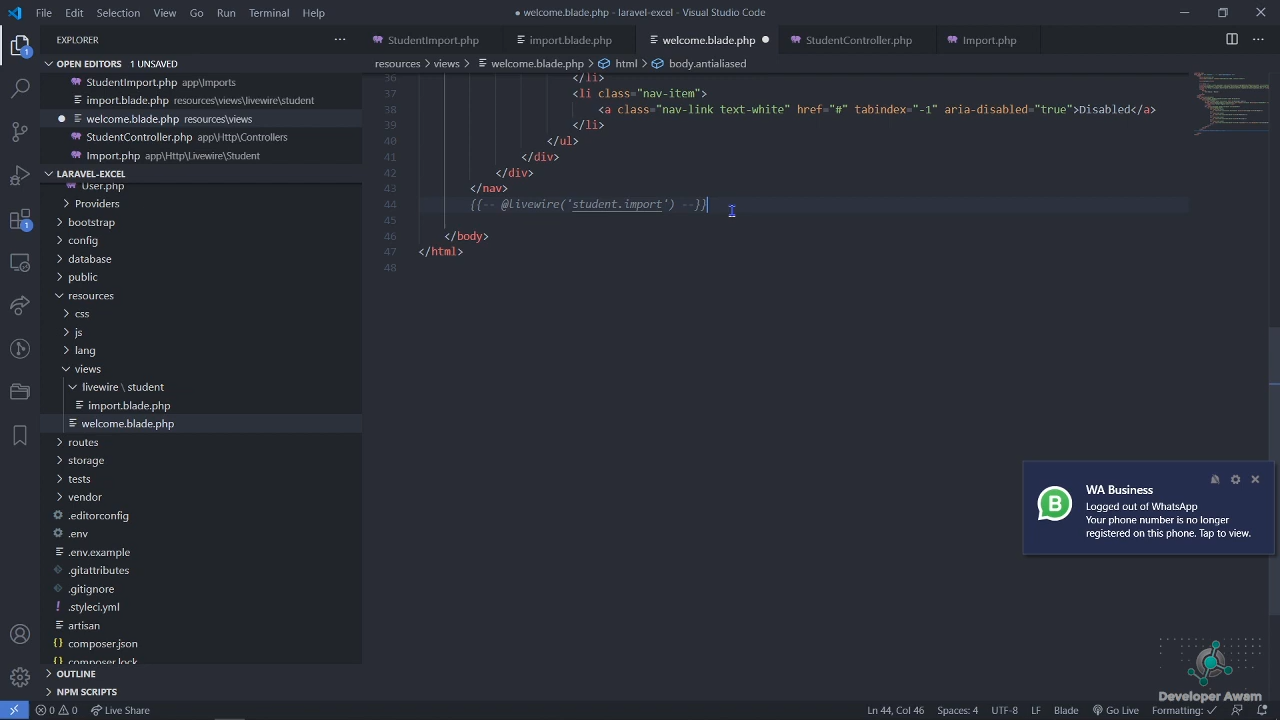 File Edit Selection View Go Run Terminal Help
● welcome.blade.php - laravel-excel - Visual Studio Code
EXPLORER
StudentImport.php import.blade.php welcome.blade.php StudentController.php Import.php
resources > views > welcome.blade.php > html > body.antialiased
OPEN EDITORS 1 UNSAVED
StudentImport.php app\Imports
import.blade.php resources\views\livewire\student
welcome.blade.php resources\views
StudentController.php app\Http\Controllers
Import.php app\Http\Livewire\Student
LARAVEL-EXCEL
User.php
Providers
bootstrap
config
database
public
resources
css
js
lang
views
livewire \ student
import.blade.php
welcome.blade.php
routes
storage
tests
vendor
.editorconfig
.env
.env.example
.gitattributes
.gitignore
.styleci.yml
artisan
composer.json
composer.lock
OUTLINE
NPM SCRIPTS
36 </li>
37 <li class="nav-item">
38 <a class="nav-link text-white" href="#" tabindex="-1" aria-disabled="true">Disabled</a>
39 </li>
40 </ul>
41 </div>
42 </div>
43 </nav>
44 {{-- @livewire('student.import') --}}
45
46 </body>
47 </html>
48
WA Business
Logged out of WhatsApp
Your phone number is no longer
registered on this phone. Tap to view.
Developer Awam
0 0 Live Share
Ln 44, Col 46 Spaces: 4 UTF-8 LF Blade Go Live Formatting: ✓